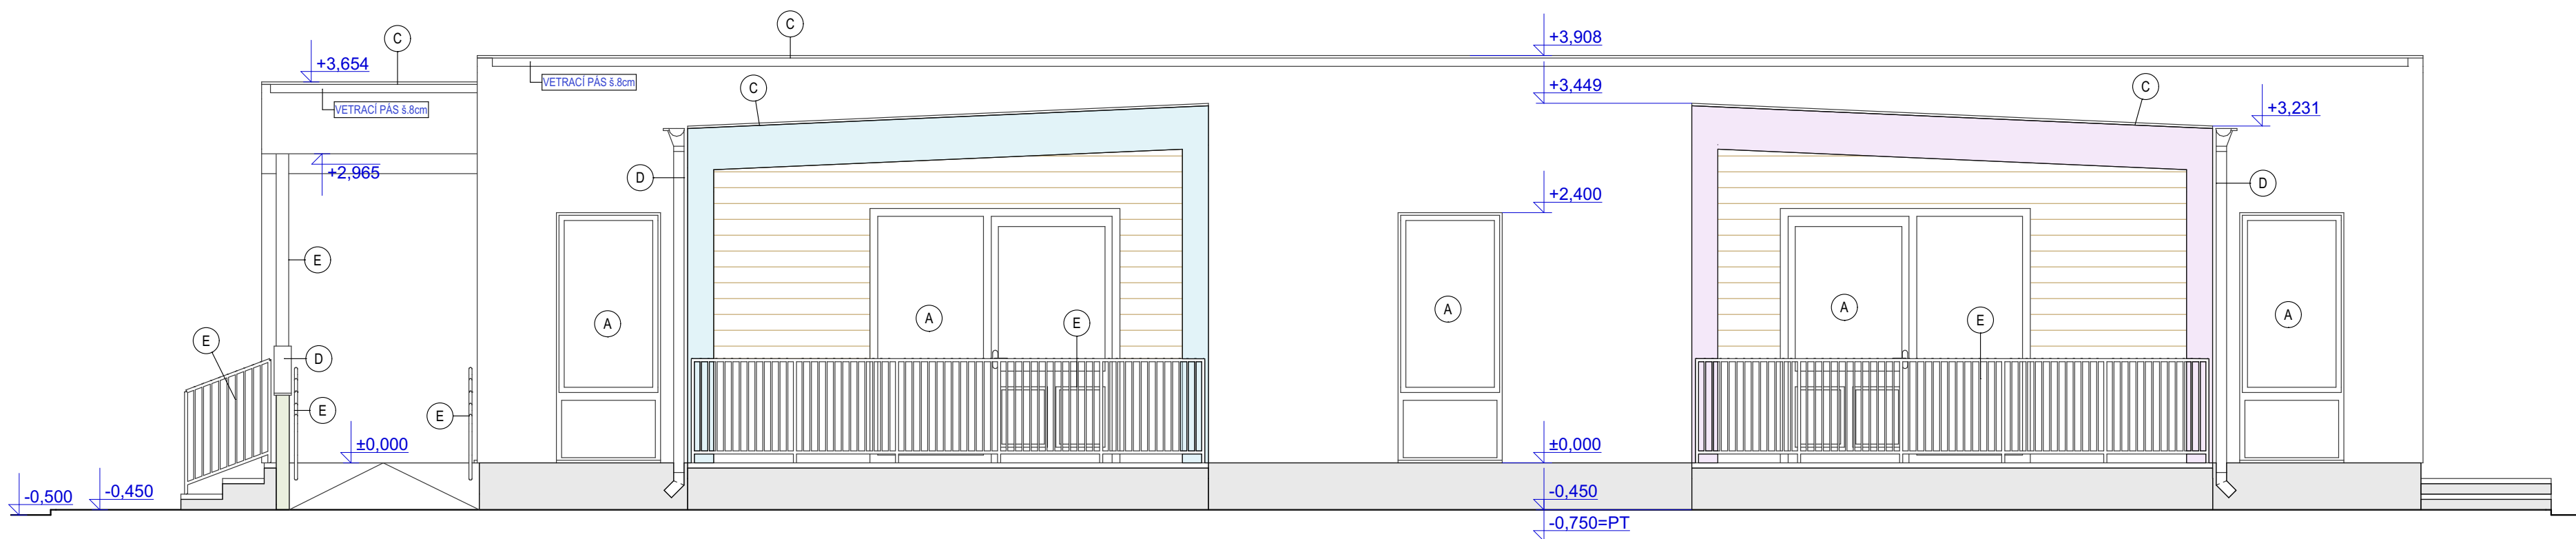 C
C
+3,908
+3,654
VETRACÍ PÁS š.8cm
VETRACÍ PÁS š.8cm
C
C
+3,449
+3,231
+2,965
D
D
+2,400
E
A
A
E
A
A
E
A
E
D
E
E
±0,000
±0,000
-0,500
-0,450
-0,450
-0,750=PT